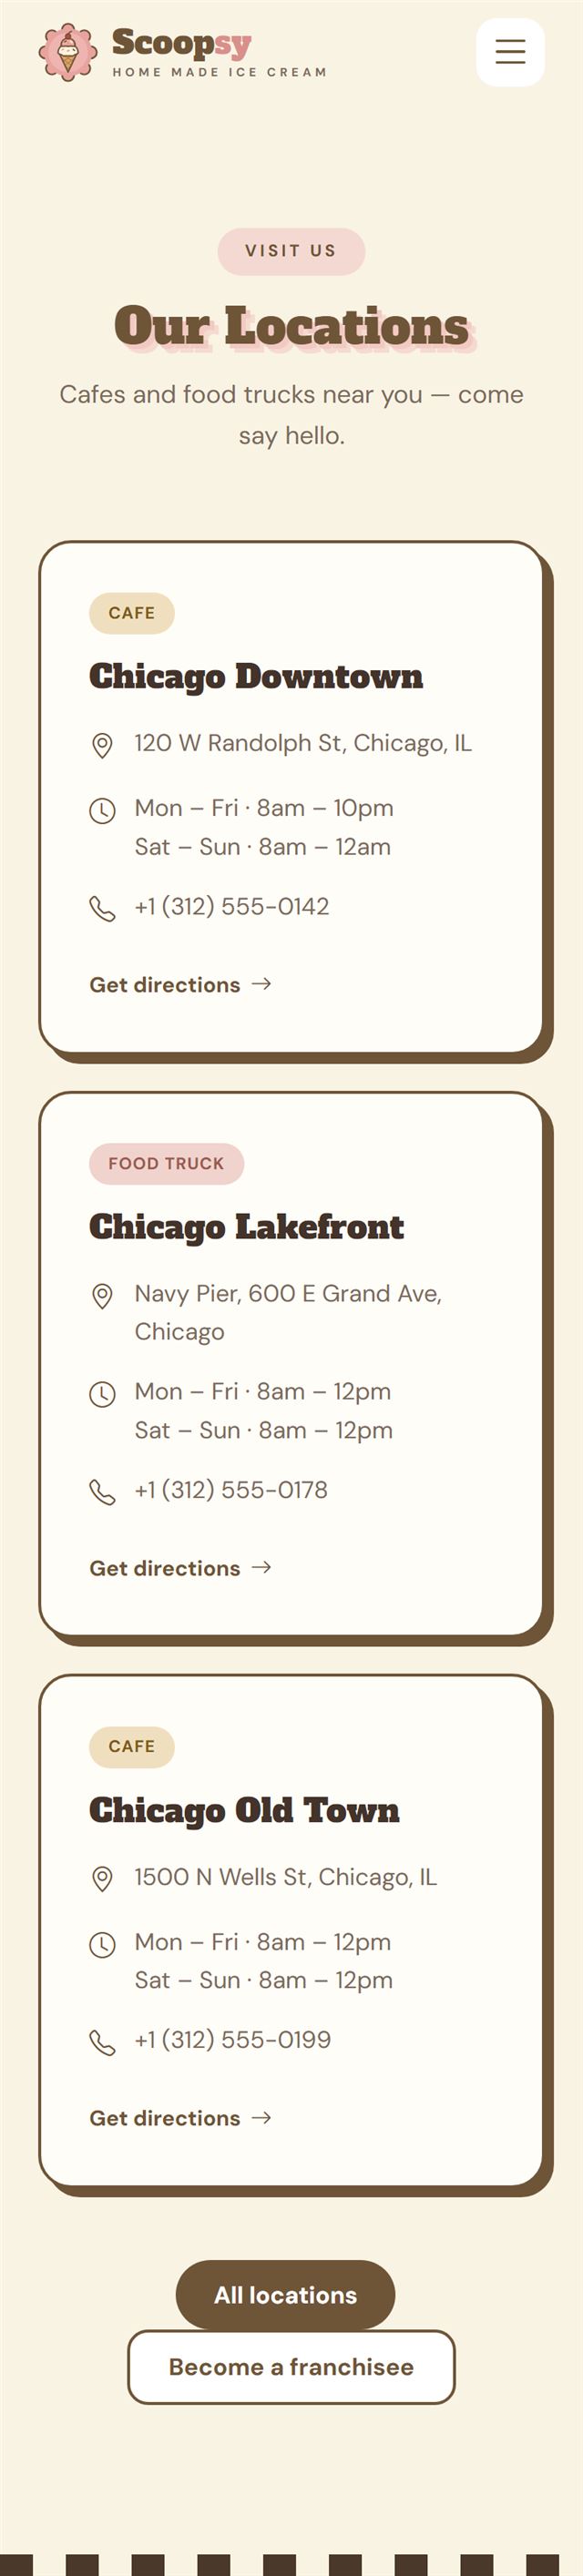 Scoopsy
HOME MADE ICE CREAM
VISIT US
Our Locations
Cafes and food trucks near you — come
say hello.
CAFE
Chicago Downtown
120 W Randolph St, Chicago, IL
Mon – Fri · 8am – 10pm
Sat – Sun · 8am – 12am
+1 (312) 555-0142
Get directions →
FOOD TRUCK
Chicago Lakefront
Navy Pier, 600 E Grand Ave,
Chicago
Mon – Fri · 8am – 12pm
Sat – Sun · 8am – 12pm
+1 (312) 555-0178
Get directions →
CAFE
Chicago Old Town
1500 N Wells St, Chicago, IL
Mon – Fri · 8am – 12pm
Sat – Sun · 8am – 12pm
+1 (312) 555-0199
Get directions →
All locations
Become a franchisee